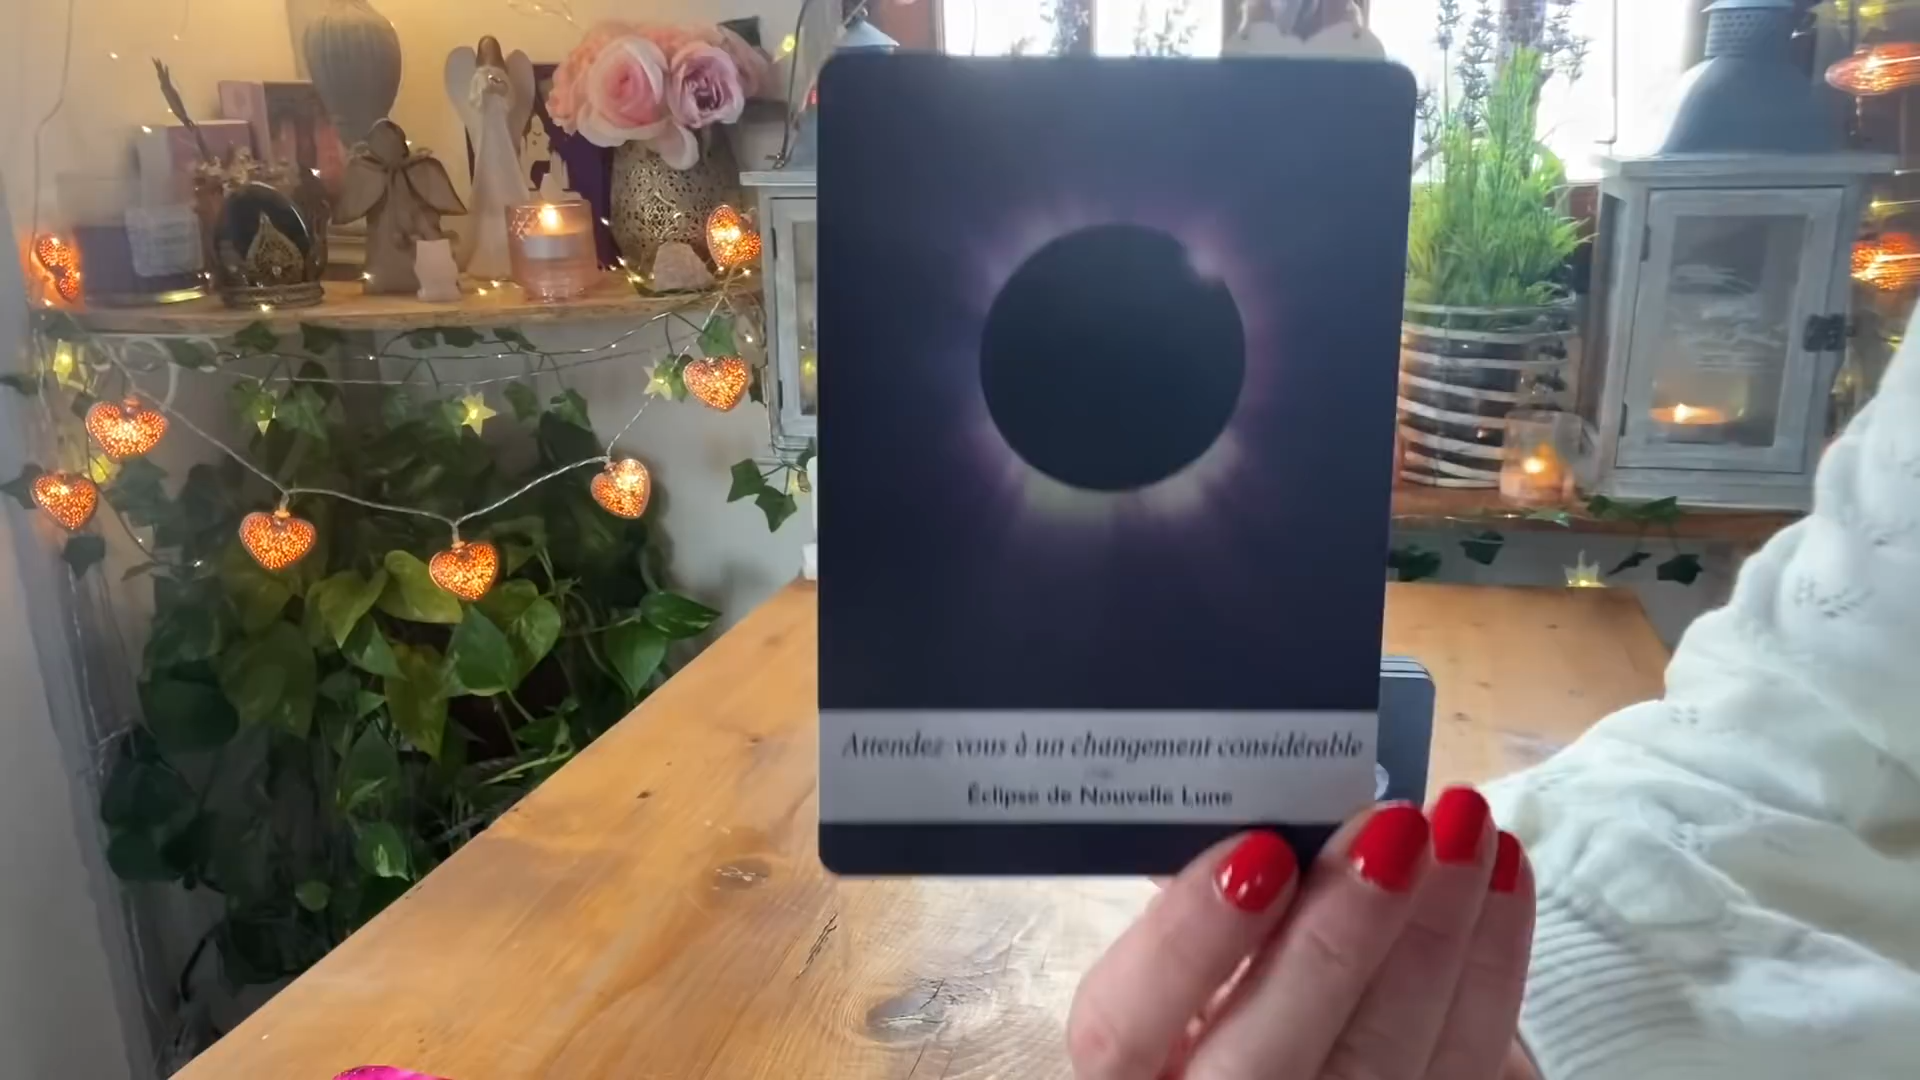 Attendez-vous à un changement considérable
Éclipse de Nouvelle Lune